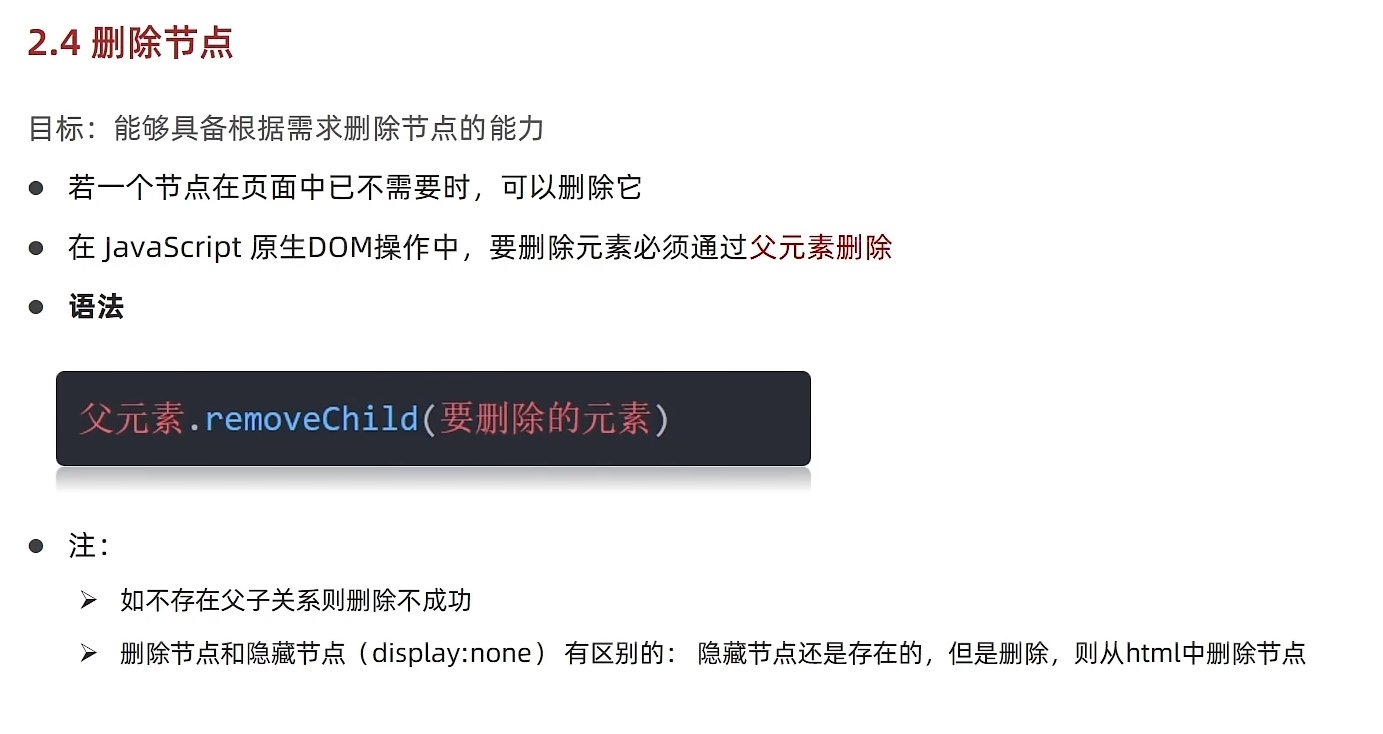 2.4 删除节点
目标：能够具备根据需求删除节点的能力
若一个节点在页面中已不需要时，可以删除它
在 JavaScript 原生DOM操作中，要删除元素必须通过父元素删除
语法
父元素.removeChild(要删除的元素)
注：
如不存在父子关系则删除不成功
删除节点和隐藏节点（display:none） 有区别的： 隐藏节点还是存在的，但是删除，则从html中删除节点